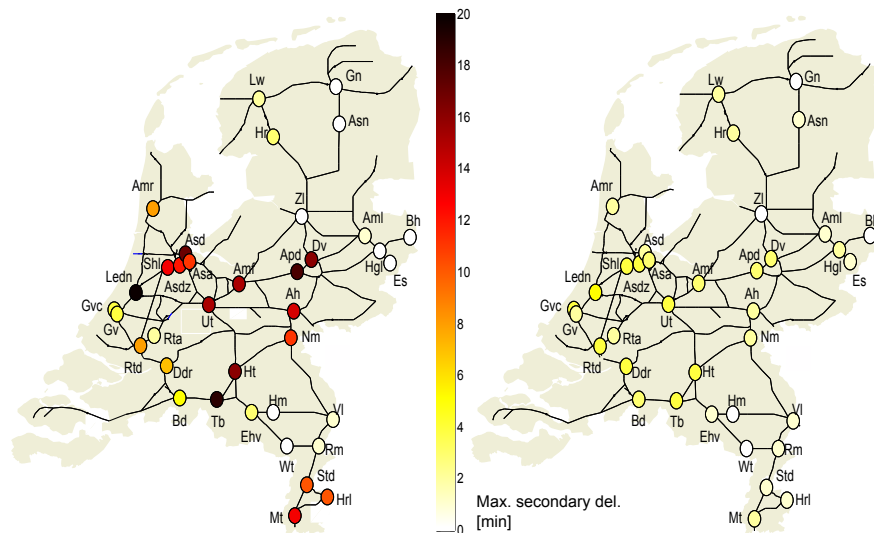 Lw
Gn
Asn
Hr
Amr
Zl
Aml
Bh
Asd
Dv
Shl
Asa
Amf
Apd
Hgl
Es
Ledn
Asdz
Gvc
Gv
Ut
Ah
Rta
Nm
Rtd
Ddr
Ht
Hm
Vl
Bd
Tb
Ehv
Wt
Rm
Std
Hrl
Mt
20
18
16
14
12
10
8
6
4
2
0
Max. secondary del.
[min]
Lw
Gn
Asn
Hr
Amr
Zl
Aml
Asd
Dv
Shl
Asa
Amf
Apd
Hgl
Es
Ledn
Asdz
Gvc
Gv
Ut
Ah
Rta
Nm
Rtd
Ddr
Ht
Hm
Vl
Bd
Tb
Ehv
Wt
Rm
Std
Hrl
Mt